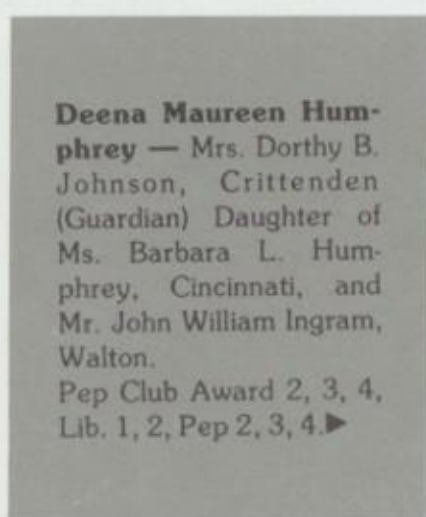 Deena Maureen Hum-
phrey — Mrs. Dorthy B.
Johnson, Crittenden
(Guardian) Daughter of
Ms. Barbara L. Hum-
phrey, Cincinnati, and
Mr. John William Ingram,
Walton.
Pep Club Award 2, 3, 4,
Lib. 1, 2, Pep 2, 3, 4.▶